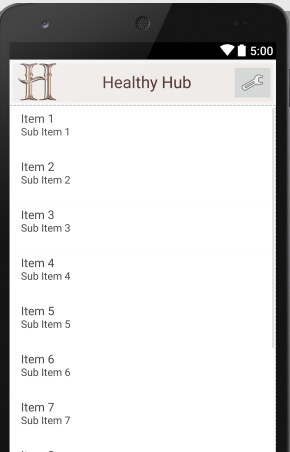 5:00
H
Healthy Hub
Item 1
Sub Item 1
Item 2
Sub Item 2
Item 3
Sub Item 3
Item 4
Sub Item 4
Item 5
Sub Item 5
Item 6
Sub Item 6
Item 7
Sub Item 7